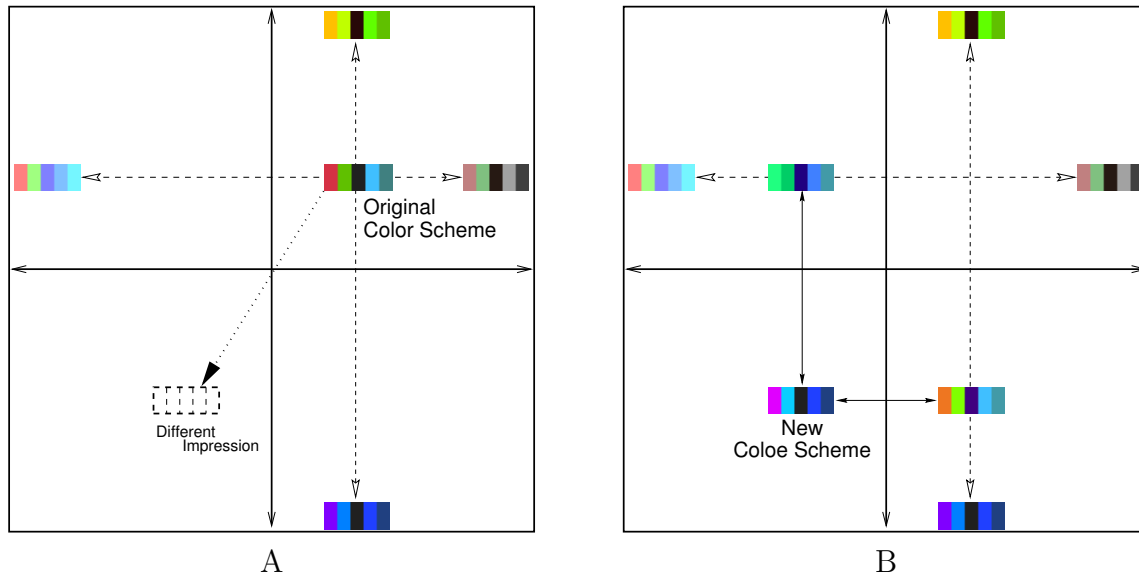 Original
Color Scheme
Different
Impression
A
New
Coloe Scheme
B